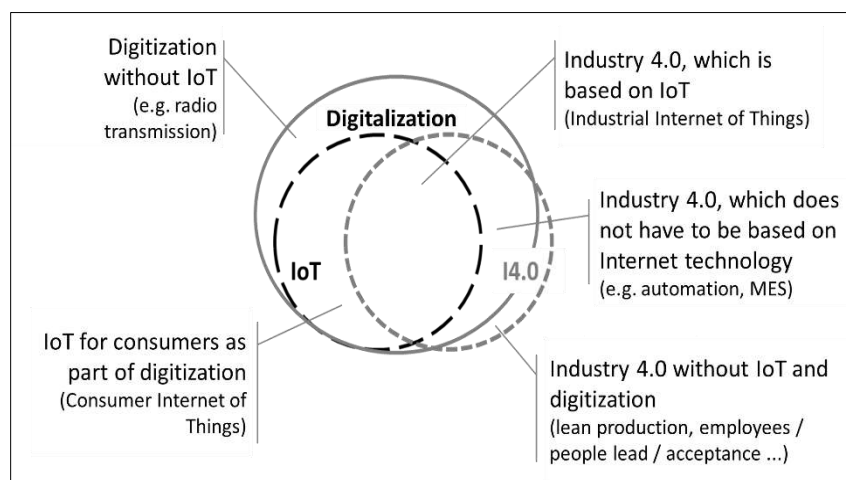 Digitization
without IoT
(e.g. radio
transmission)
Industry 4.0, which is
based on IoT
(Industrial Internet of Things)
Digitalization
Industry 4.0, which does
not have to be based on
Internet technology
(e.g. automation, MES)
IoT
I4.0
IoT for consumers as
part of digitization
(Consumer Internet of
Things)
Industry 4.0 without IoT and
digitization
(lean production, employees /
people lead / acceptance ...)